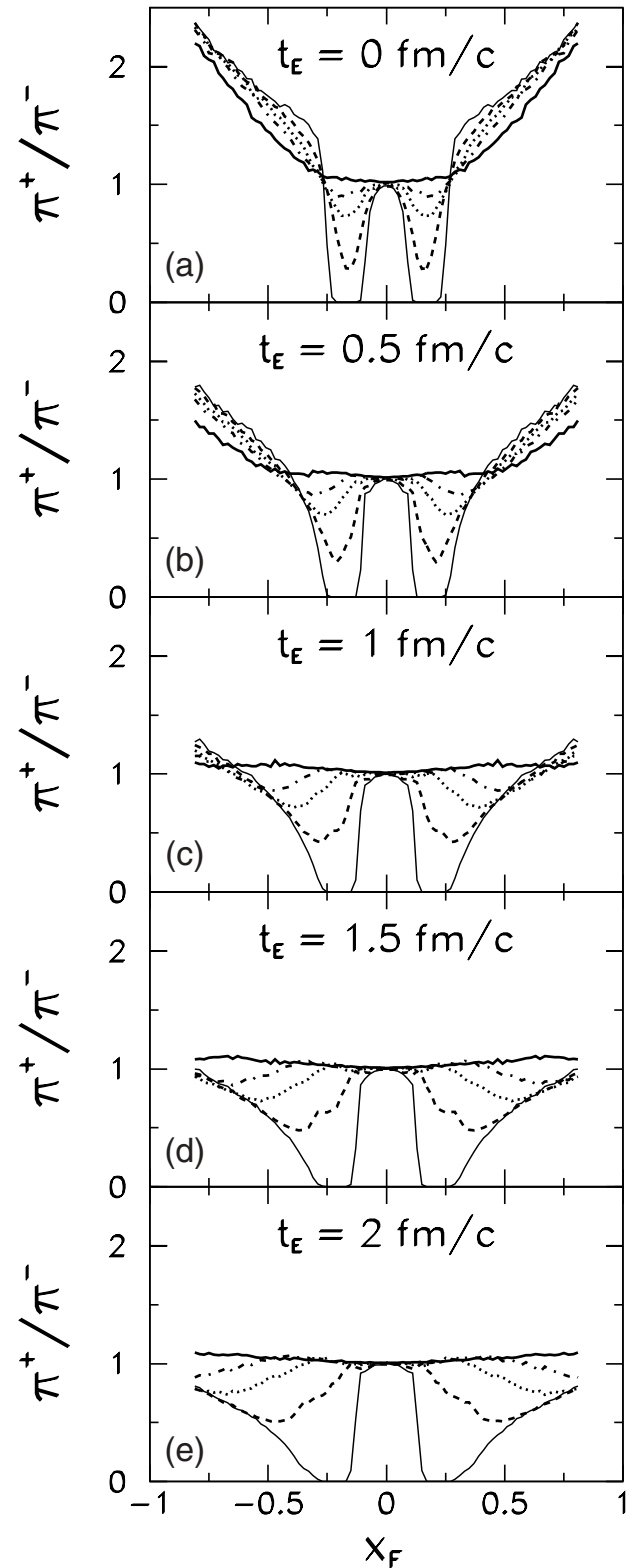 t_E = 0 fm/c
π⁺/π⁻
2
1
0
(a)
t_E = 0.5 fm/c
π⁺/π⁻
2
1
0
(b)
t_E = 1 fm/c
π⁺/π⁻
2
1
0
(c)
t_E = 1.5 fm/c
π⁺/π⁻
2
1
0
(d)
t_E = 2 fm/c
π⁺/π⁻
2
1
0
(e)
−1 −0.5 0 0.5 1
x_F